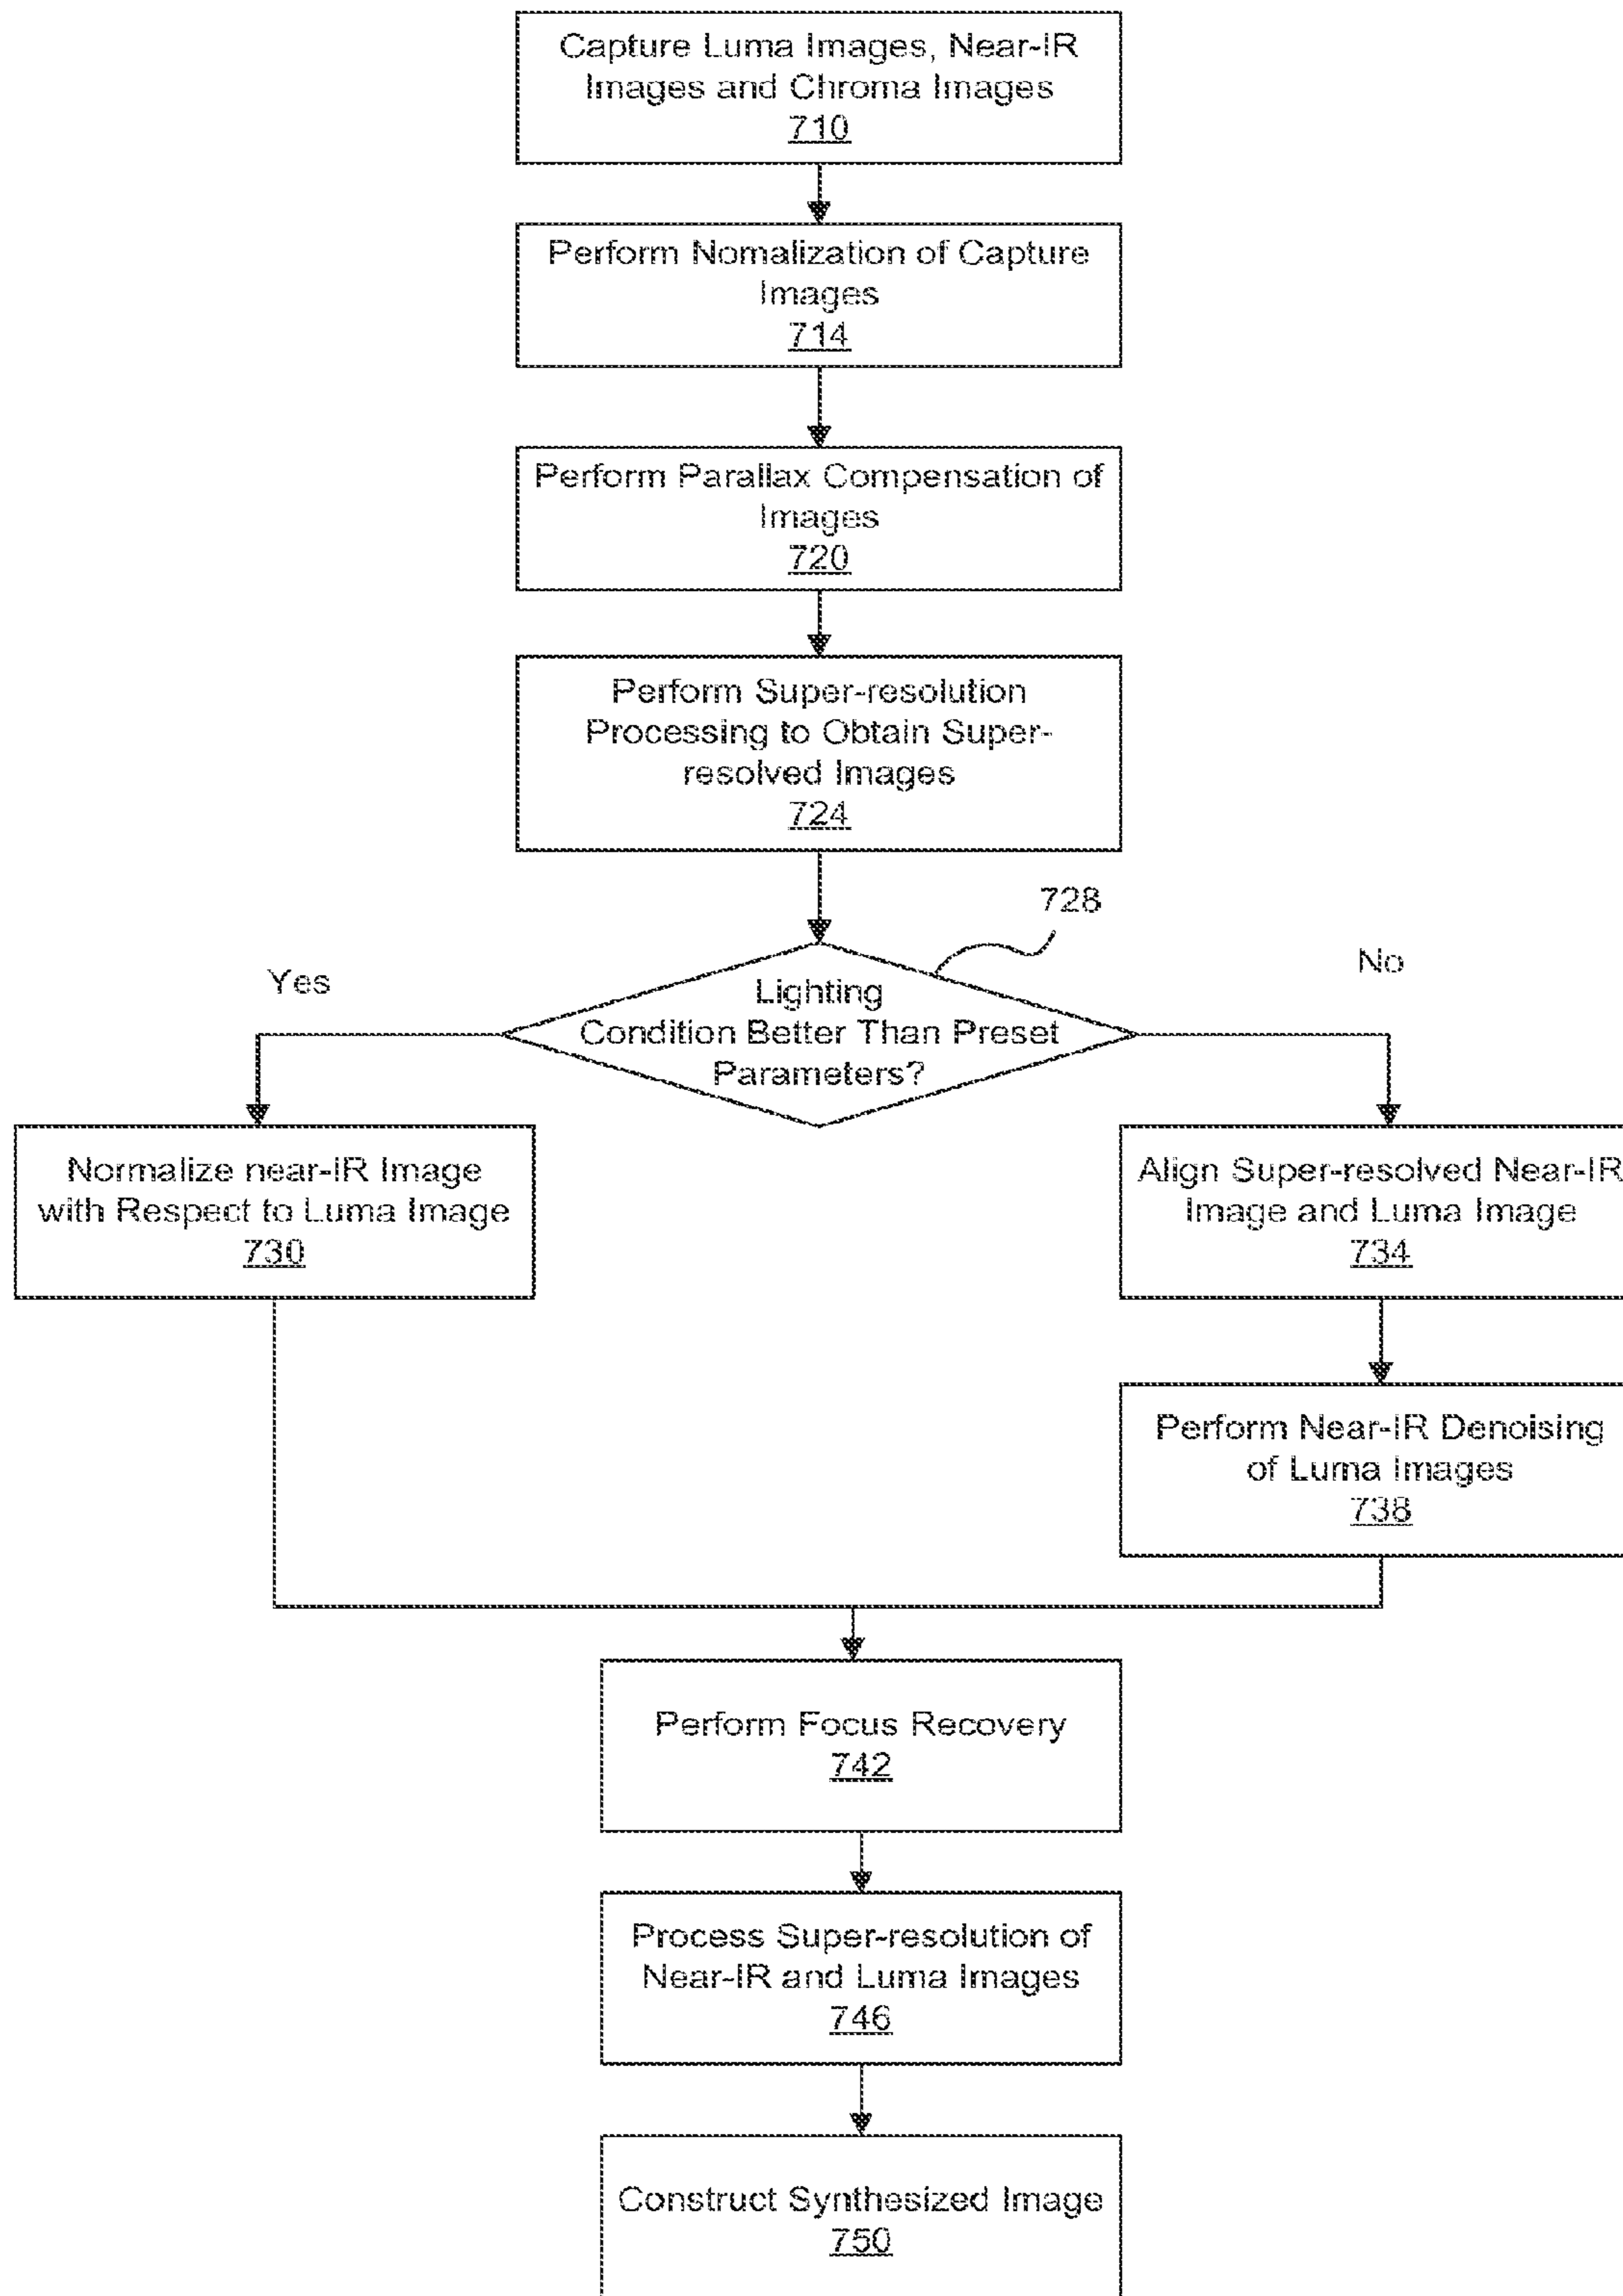 Capture Luma Images, Near-IR
Images and Chroma Images
710
Perform Nomalization of Capture
Images
714
Perform Parallax Compensation of
Images
720
Perform Super-resolution
Processing to Obtain Super-
resolved Images
724
728
Yes
No
Lighting
Condition Better Than Preset
Parameters?
Normalize near-IR Image
with Respect to Luma Image
730
Align Super-resolved Near-IR
Image and Luma Image
734
Perform Near-IR Denoising
of Luma Images
738
Perform Focus Recovery
742
Process Super-resolution of
Near-IR and Luma Images
746
Construct Synthesized Image
750